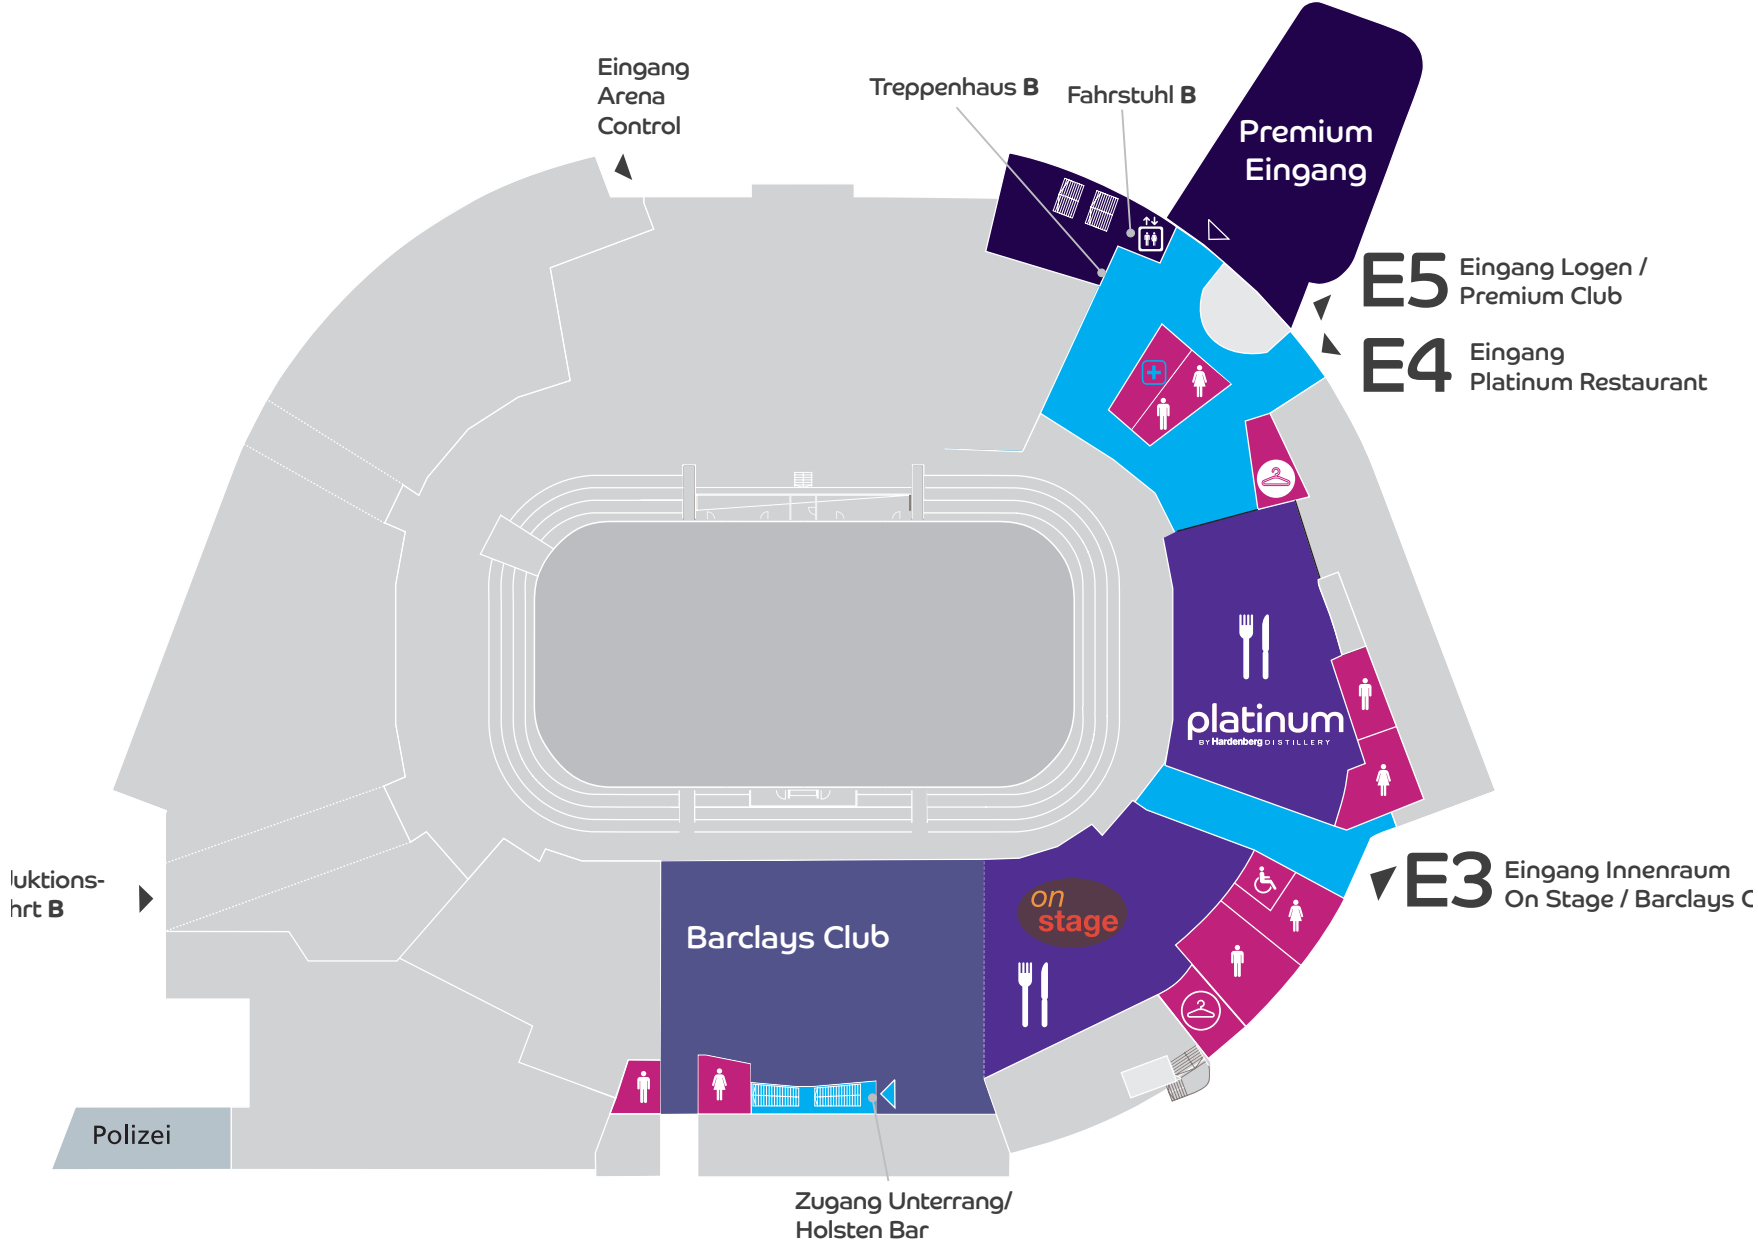 Eingang
Arena
Control
Treppenhaus B
Fahrstuhl B
Premium
Eingang
E5 Eingang Logen /
Premium Club
E4 Eingang
Platinum Restaurant
platinum
BY Hardenberg DISTILLERY
uktions-
hrt B
E3 Eingang Innenraum
On Stage / Barclays C
on
stage
Barclays Club
Polizei
Zugang Unterrang/
Holsten Bar